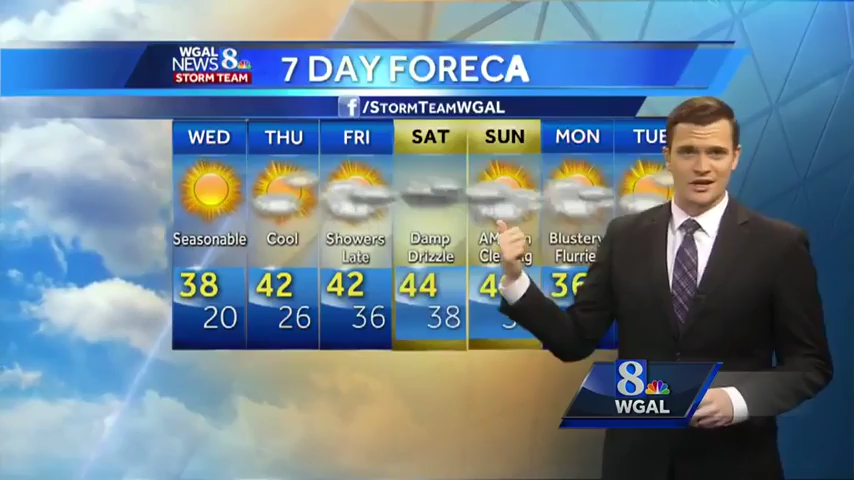 WGAL
NEWS 8
STORM TEAM
7 DAY FORECA
f/STORMTEAMWGAL
WED THU FRI SAT SUN MON TUE
Seasonable Cool Showers Late Damp Drizzle Blustery
38 42 42 44 36
20 26 36 38
8
WGAL